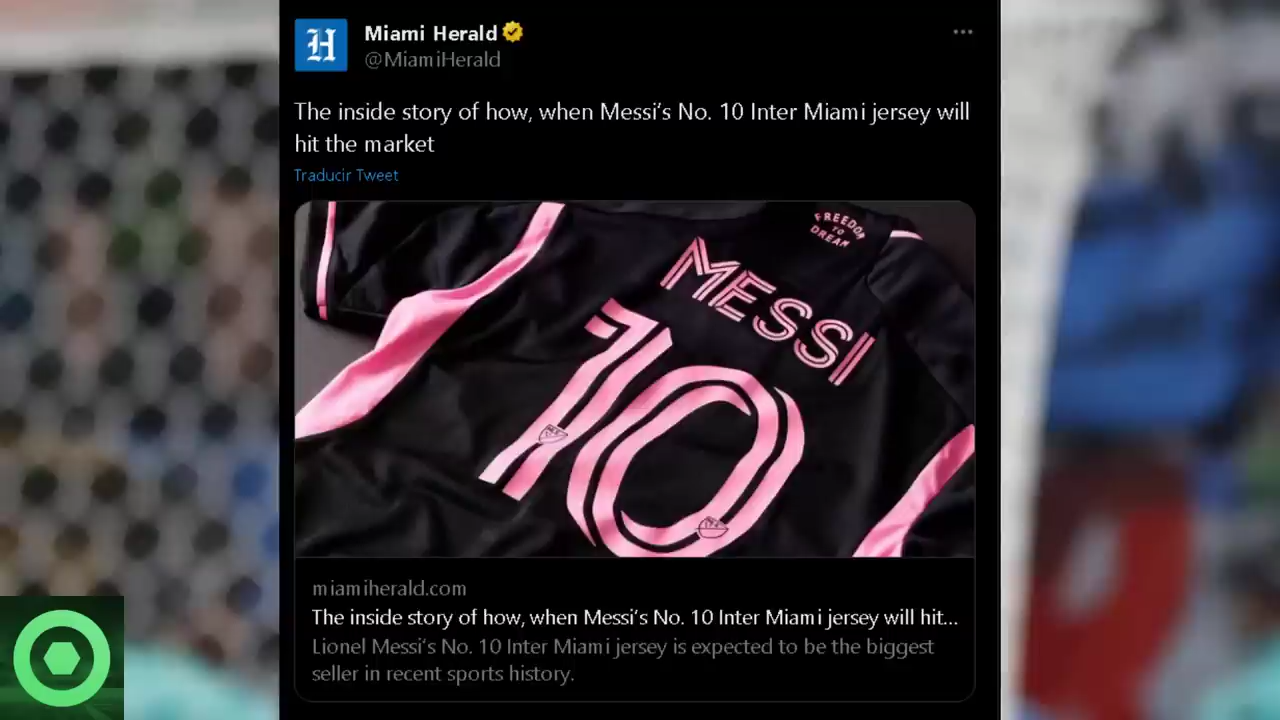 Miami Herald
@MiamiHerald
The inside story of how, when Messi's No. 10 Inter Miami jersey will
hit the market
Traducir Tweet
FREEDOM
TO
DREAM
MESSI
10
miamiherald.com
The inside story of how, when Messi's No. 10 Inter Miami jersey will hit...
Lionel Messi's No. 10 Inter Miami jersey is expected to be the biggest
seller in recent sports history.